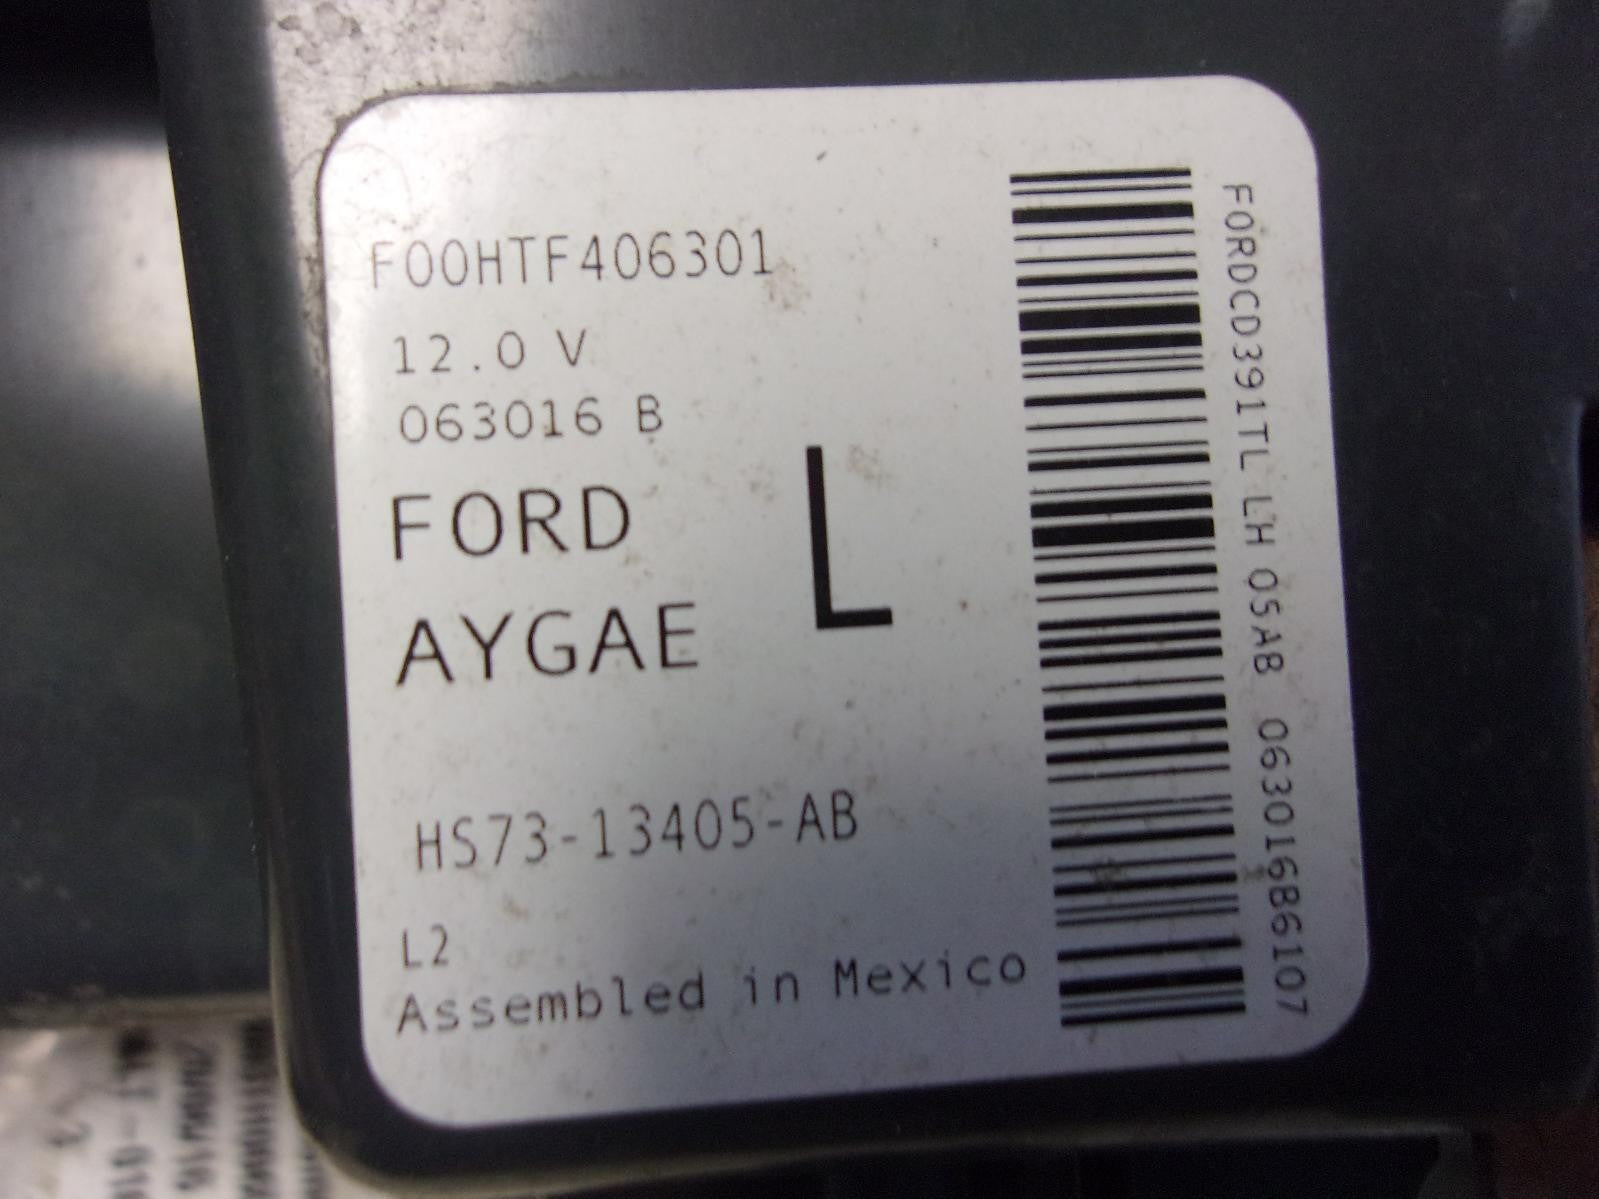 F00HTF406301
12.0 V
063016 B
FORD
AYGAE
L
HS73-13405-AB
L2
Assembled in Mexico
FORDCD391TL LH 05AB 063016B6107